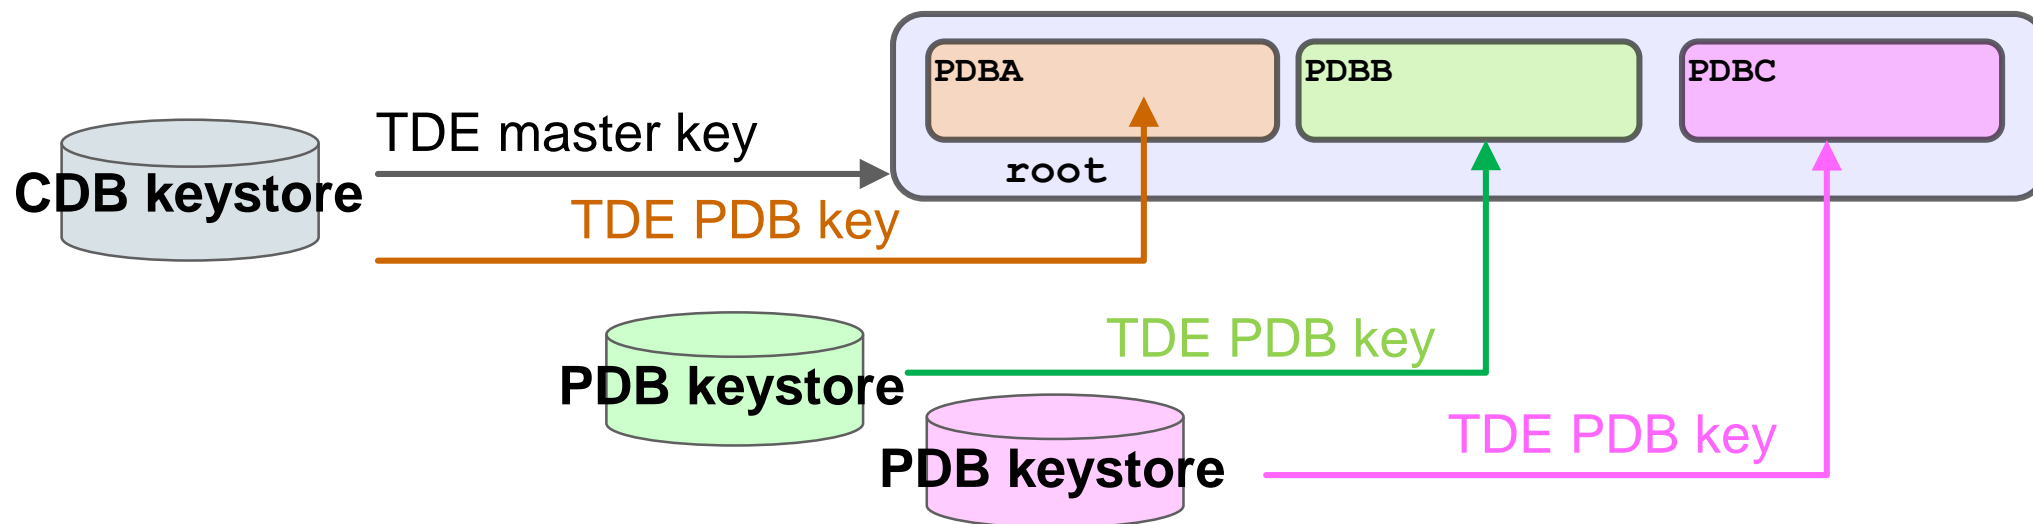 PDBA
PDBB
PDBC
TDE master key
root
CDB keystore
TDE PDB key
TDE PDB key
PDB keystore
TDE PDB key
PDB keystore